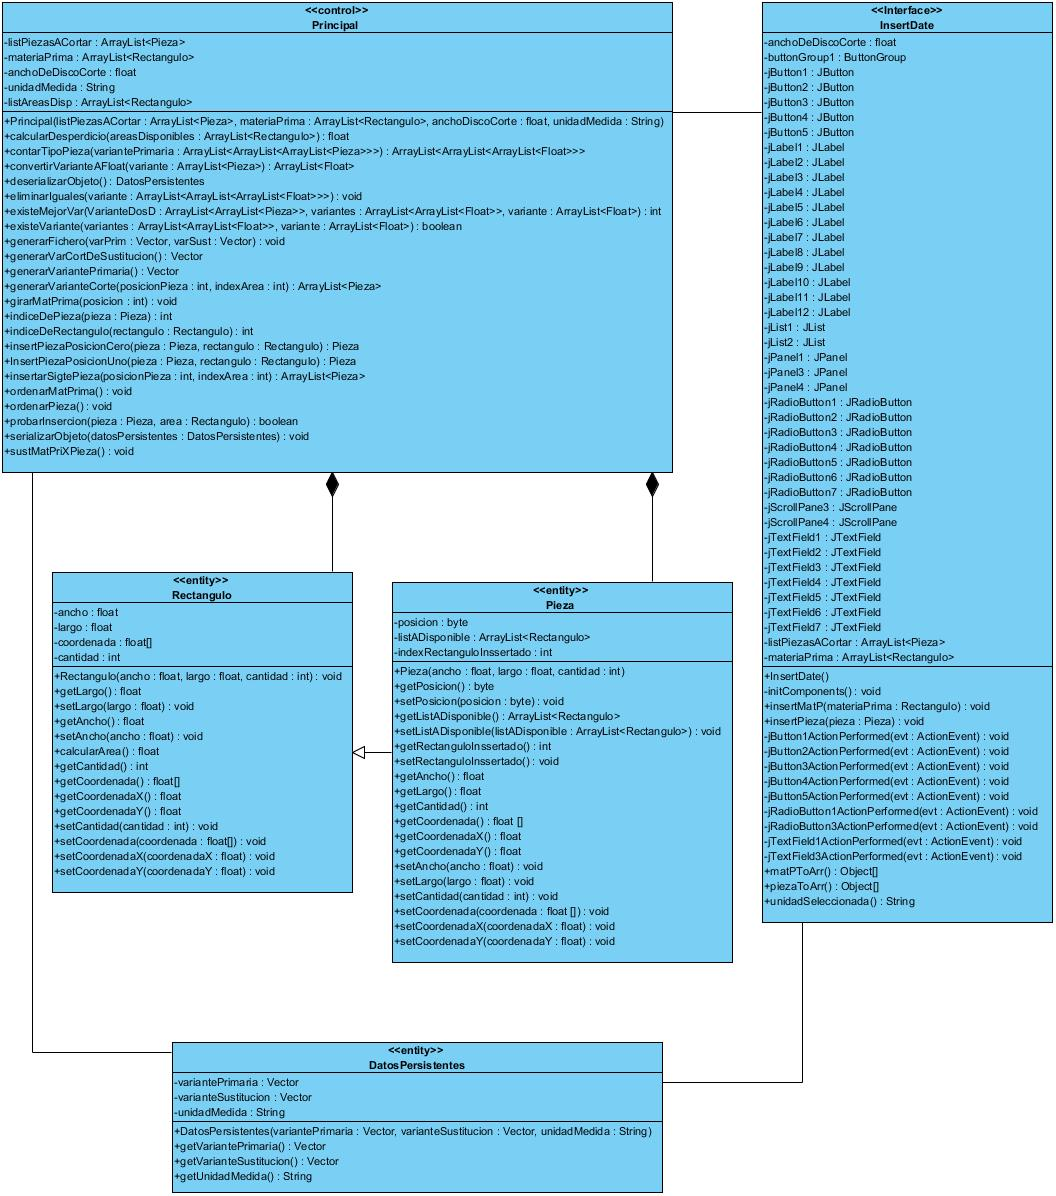 <<control>>
Principal
-listPiezasACortar : ArrayList<Pieza>
-materiaPrima : ArrayList<Rectangulo>
-anchoDeDiscoCorte : float
-unidadMedida : String
-listAreasDisp : ArrayList<Rectangulo>
+Principal(listPiezasACortar : ArrayList<Pieza>, materiaPrima : ArrayList<Rectangulo>, anchoDiscoCorte : float, unidadMedida : String)
+calcularDesperdicio(areasDisponibles : ArrayList<Rectangulo>) : float
+contarTipoPieza(variantePrimaria : ArrayList<ArrayList<ArrayList<Pieza>>>) : ArrayList<ArrayList<ArrayList<Float>>>
+convertirVarianteAFloat(variante : ArrayList<Pieza>) : ArrayList<Float>
+deserializarObjeto() : DatosPersistentes
+eliminarIguales(variante : ArrayList<ArrayList<ArrayList<Float>>>) : void
+existeMejorVar(VarianteDosD : ArrayList<ArrayList<Pieza>>, variantes : ArrayList<ArrayList<Float>>, variante : ArrayList<Float>) : int
+existeVariante(variantes : ArrayList<ArrayList<Float>>, variante : ArrayList<Float>) : boolean
+generarFichero(varPrim : Vector, varSust : Vector) : void
+generarVarCortDeSustitucion() : Vector
+generarVariantePrimaria() : Vector
+generarVarianteCorte(posicionPieza : int, indexArea : int) : ArrayList<Pieza>
+girarMatPrima(posicion : int) : void
+indiceDePieza(pieza : Pieza) : int
+indiceDeRectangulo(rectangulo : Rectangulo) : int
+insertPiezaPosicionCero(pieza : Pieza, rectangulo : Rectangulo) : Pieza
+InsertPiezaPosicionUno(pieza : Pieza, rectangulo : Rectangulo) : Pieza
+insertarSigtePieza(posicionPieza : int, indexArea : int) : ArrayList<Pieza>
+ordenarMatPrima() : void
+ordenarPieza() : void
+probarInsercion(pieza : Pieza, area : Rectangulo) : boolean
+serializarObjeto(datosPersistentes : DatosPersistentes) : void
+sustMatPriXPieza() : void
<<Interface>>
InsertDate
-anchoDeDiscoCorte : float
-buttonGroup1 : ButtonGroup
-jButton1 : JButton
-jButton2 : JButton
-jButton3 : JButton
-jButton4 : JButton
-jButton5 : JButton
-jLabel1 : JLabel
-jLabel2 : JLabel
-jLabel3 : JLabel
-jLabel4 : JLabel
-jLabel5 : JLabel
-jLabel6 : JLabel
-jLabel7 : JLabel
-jLabel8 : JLabel
-jLabel9 : JLabel
-jLabel10 : JLabel
-jLabel11 : JLabel
-jLabel12 : JLabel
-jList1 : JList
-jList2 : JList
-jPanel1 : JPanel
-jPanel3 : JPanel
-jPanel4 : JPanel
-jRadioButton1 : JRadioButton
-jRadioButton2 : JRadioButton
-jRadioButton3 : JRadioButton
-jRadioButton4 : JRadioButton
-jRadioButton5 : JRadioButton
-jRadioButton6 : JRadioButton
-jRadioButton7 : JRadioButton
-jScrollPane3 : JScrollPane
-jScrollPane4 : JScrollPane
-jTextField1 : JTextField
-jTextField2 : JTextField
-jTextField3 : JTextField
-jTextField4 : JTextField
-jTextField5 : JTextField
-jTextField6 : JTextField
-jTextField7 : JTextField
-listPiezasACortar : ArrayList<Pieza>
-materiaPrima : ArrayList<Rectangulo>
+InsertDate()
-initComponents() : void
+insertMatP(materiaPrima : Rectangulo) : void
+insertPieza(pieza : Pieza) : void
-jButton1ActionPerformed(evt : ActionEvent) : void
-jButton2ActionPerformed(evt : ActionEvent) : void
-jButton3ActionPerformed(evt : ActionEvent) : void
-jButton4ActionPerformed(evt : ActionEvent) : void
-jButton5ActionPerformed(evt : ActionEvent) : void
-jRadioButton1ActionPerformed(evt : ActionEvent) : void
-jRadioButton3ActionPerformed(evt : ActionEvent) : void
-jTextField1ActionPerformed(evt : ActionEvent) : void
-jTextField3ActionPerformed(evt : ActionEvent) : void
+matPToArr() : Object[]
+piezaToArr() : Object[]
+unidadSeleccionada() : String
<<entity>>
Rectangulo
-ancho : float
-largo : float
-coordenada : float[]
-cantidad : int
+Rectangulo(ancho : float, largo : float, cantidad : int) : void
+getLargo() : float
+setLargo(largo : float) : void
+getAncho() : float
+setAncho(ancho : float) : void
+calcularArea() : float
+getCantidad() : int
+getCoordenada() : float[]
+getCoordenadaX() : float
+getCoordenadaY() : float
+setCantidad(cantidad : int) : void
+setCoordenada(coordenada : float[]) : void
+setCoordenadaX(coordenadaX : float) : void
+setCoordenadaY(coordenadaY : float) : void
<<entity>>
Pieza
-posicion : byte
-listADisponible : ArrayList<Rectangulo>
-indexRectanguloInssertado : int
+Pieza(ancho : float, largo : float, cantidad : int)
+getPosicion() : byte
+setPosicion(posicion : byte) : void
+getListADisponible() : ArrayList<Rectangulo>
+setListADisponible(listADisponible : ArrayList<Rectangulo>) : void
+getRectanguloInssertado() : int
+setRectanguloInssertado() : void
+getAncho() : float
+getLargo() : float
+getCantidad() : int
+getCoordenada() : float []
+getCoordenadaX() : float
+getCoordenadaY() : float
+setAncho(ancho : float) : void
+setLargo(largo : float) : void
+setCantidad(cantidad : int) : void
+setCoordenada(coordenada : float []) : void
+setCoordenadaX(coordenadaX : float) : void
+setCoordenadaY(coordenadaY : float) : void
<<entity>>
DatosPersistentes
-variantePrimaria : Vector
-varianteSustitucion : Vector
-unidadMedida : String
+DatosPersistentes(variantePrimaria : Vector, varianteSustitucion : Vector, unidadMedida : String)
+getVariantePrimaria() : Vector
+getVarianteSustitucion() : Vector
+getUnidadMedida() : String